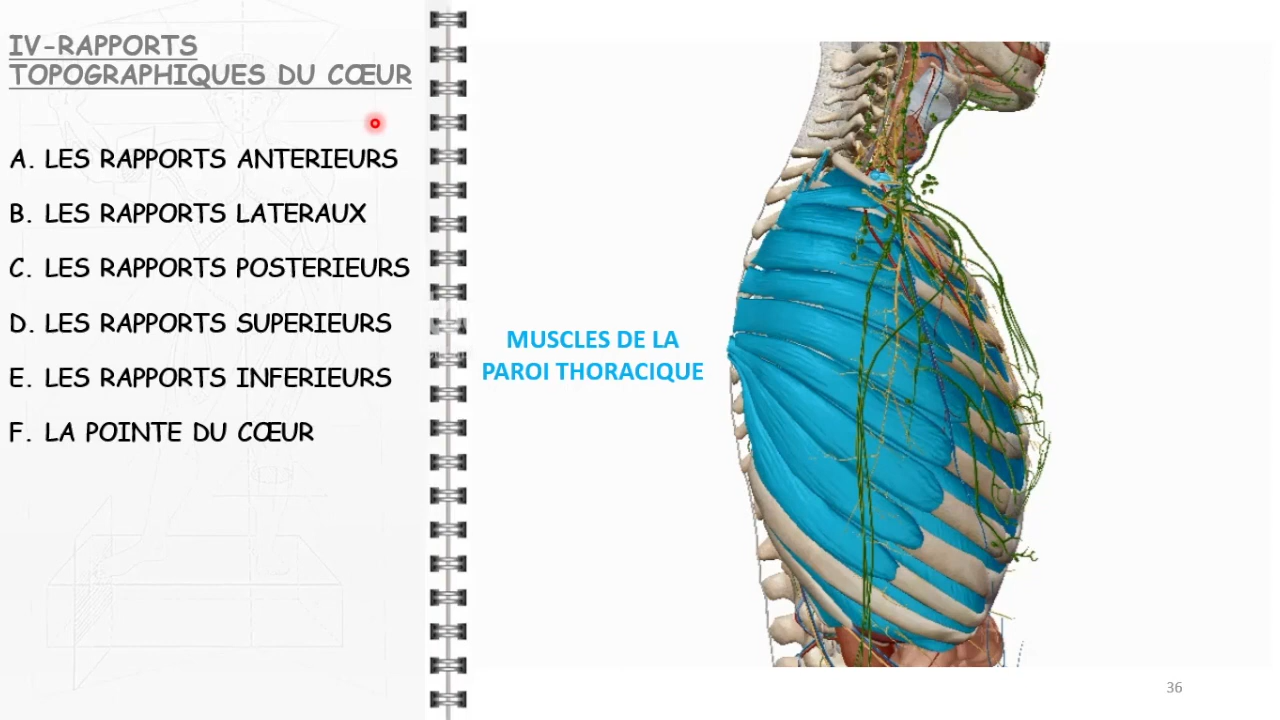 IV-RAPPORTS
TOPOGRAPHIQUES DU CŒUR
A. LES RAPPORTS ANTERIEURS
B. LES RAPPORTS LATERAUX
C. LES RAPPORTS POSTERIEURS
D. LES RAPPORTS SUPERIEURS
E. LES RAPPORTS INFERIEURS
F. LA POINTE DU CŒUR
MUSCLES DE LA
PAROI THORACIQUE
36